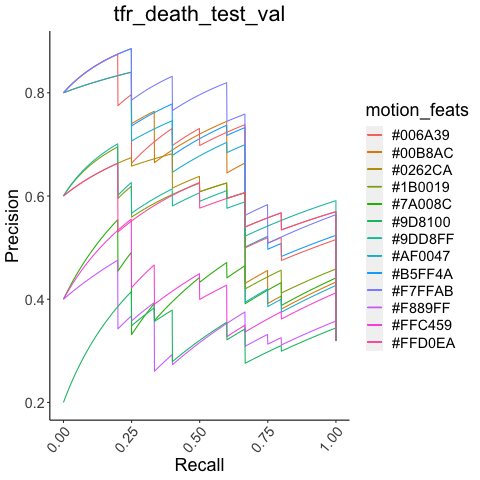 tfr_death_test_val
Precision
0.8
0.6
0.4
0.2
0.00
0.25
0.50
0.75
1.00
Recall
motion_feats
#006A39
#00B8AC
#0262CA
#1B0019
#7A008C
#9D8100
#9DD8FF
#AF0047
#B5FF4A
#F7FFAB
#F889FF
#FFC459
#FFD0EA